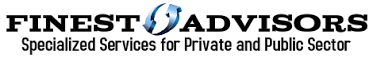 FINEST ADVISORS
Specialized Services for Private and Public Sector